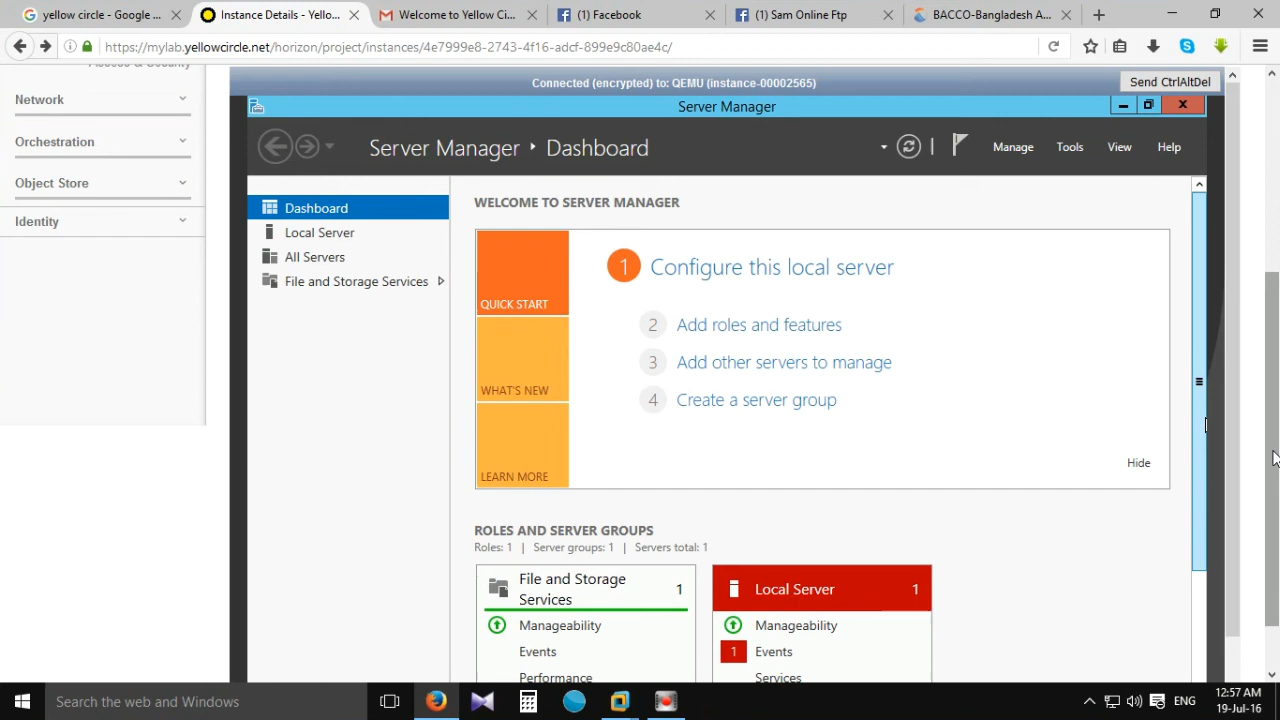 yellow circle - Google ...
Instance Details - Yello...
Welcome to Yellow Ci...
(1) Facebook
(1) Sam Online Ftp
BACCO-Bangladesh A...
https://mylab.yellowcircle.net/horizon/project/instances/4e7999e8-2743-4f16-adcf-899e9c80ae4c/
Access & Security
Network
Orchestration
Object Store
Identity
Connected (encrypted) to: QEMU (instance-00002565)
Send CtrlAltDel
Server Manager
Server Manager • Dashboard
Manage
Tools
View
Help
Dashboard
Local Server
All Servers
File and Storage Services
WELCOME TO SERVER MANAGER
QUICK START
WHAT'S NEW
LEARN MORE
1 Configure this local server
2 Add roles and features
3 Add other servers to manage
4 Create a server group
Hide
ROLES AND SERVER GROUPS
Roles: 1 | Server groups: 1 | Servers total: 1
File and Storage
Services
1
Manageability
Events
Performance
Local Server 1
Manageability
1 Events
Services
Search the web and Windows
ENG
12:57 AM
19-Jul-16